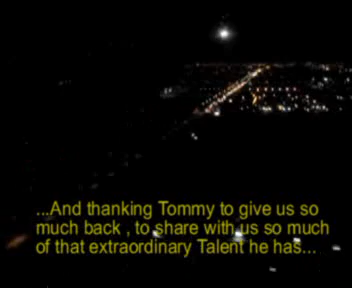 ...And thanking Tommy to give us so
much back , to share with us so much
of that extraordinary Talent he has...